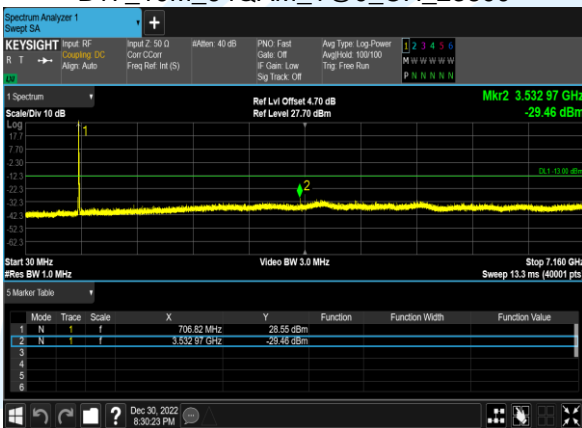 Spectrum Analyzer 1
Swept SA
+
KEYSIGHT Input: RF
R T Coupling: DC
Align: Auto
LV
Input Z: 50 Ω
Corr CCorr
Freq Ref: Int (S)
#Atten: 40 dB
PNO: Fast
Gate: Off
IF Gain: Low
Sig Track: Off
Avg Type: Log-Power
Avg|Hold: 100/100
Trig: Free Run
1 2 3 4 5 6
M W W W W W
P N N N N N
1 Spectrum
Scale/Div 10 dB
Ref Lvl Offset 4.70 dB
Ref Level 27.70 dBm
Mkr2 3.532 97 GHz
-29.46 dBm
Log
17.7
7.70
-2.30
-12.3
-22.3
-32.3
-42.3
-52.3
-62.3
1
2
DL1 -13.00 dBm
Start 30 MHz
#Res BW 1.0 MHz
Video BW 3.0 MHz
Stop 7.160 GHz
Sweep 13.3 ms (40001 pts)
5 Marker Table
Mode Trace Scale X Y Function Function Width Function Value
1 N 1 f 706.82 MHz 28.55 dBm
2 N 1 f 3.532 97 GHz -29.46 dBm
3
4
5
6
? Dec 30, 2022
8:30:23 PM